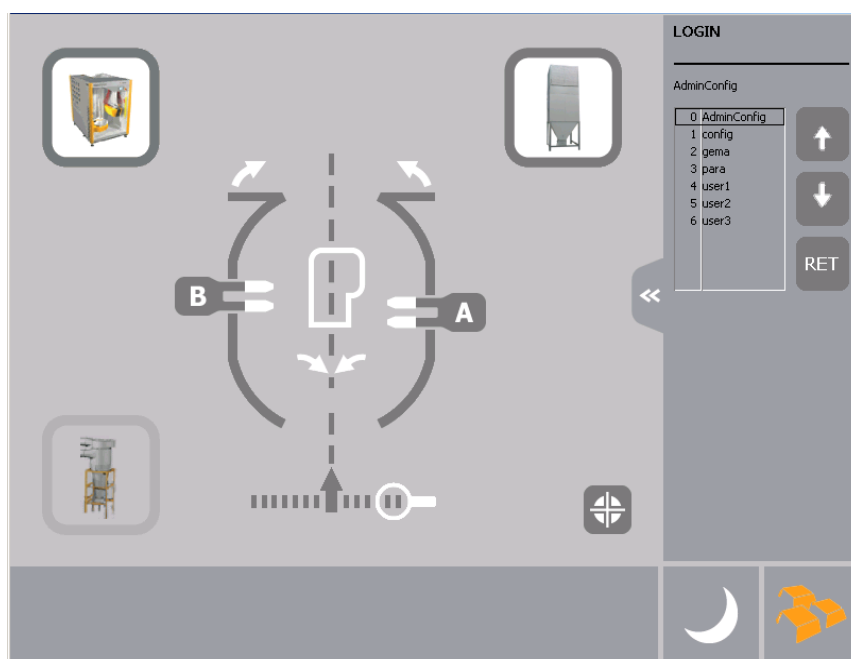 LOGIN
AdminConfig
0 AdminConfig
1 config
2 gema
3 para
4 user1
5 user2
6 user3
RET
B
A